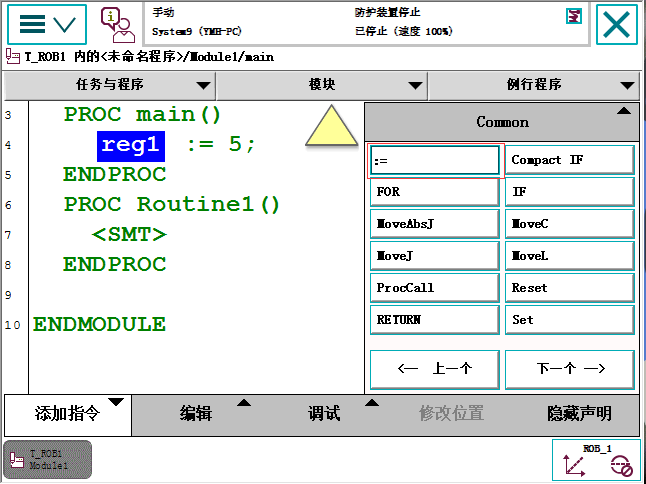 手动
System9 (YMH-PC)
防护装置停止
已停止 (速度 100%)
T_ROB1 内的<未命名程序>/Module1/main
任务与程序
模块
例行程序
3 PROC main()
4 reg1 := 5;
5 ENDPROC
6 PROC Routine1()
7 <SMT>
8 ENDPROC
9
10 ENDMODULE
Common
:= Compact IF
FOR IF
MoveAbsJ MoveC
MoveJ MoveL
ProcCall Reset
RETURN Set
<— 上一个 下一个 —>
添加指令 编辑 调试 修改位置 隐藏声明
T_ROB1
Module1
ROB_1